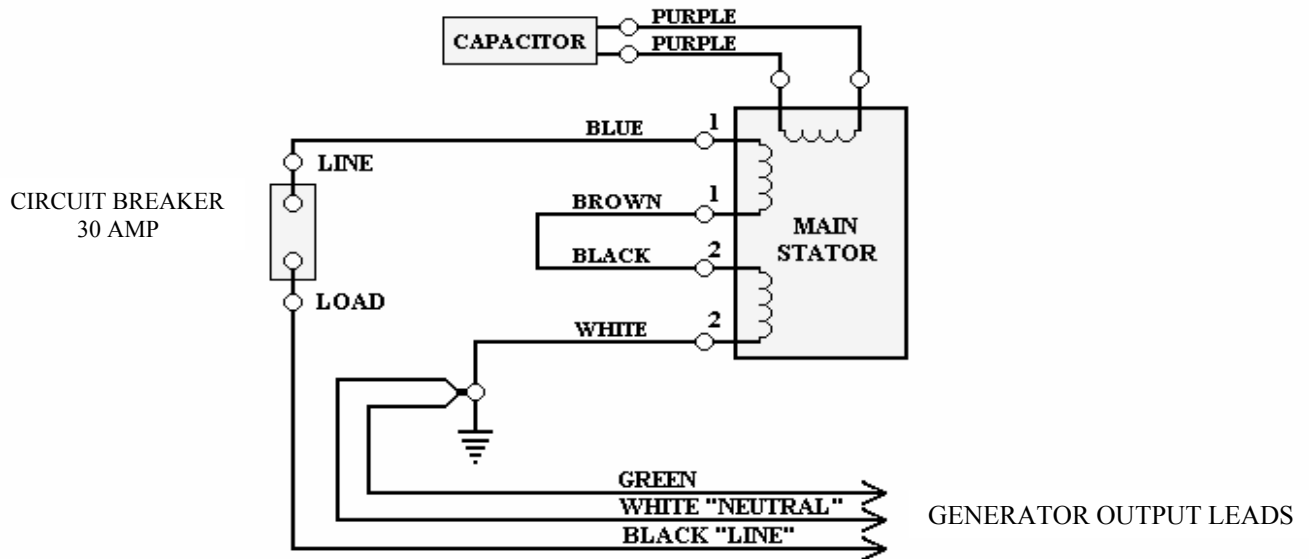 PURPLE
CAPACITOR
PURPLE
1
BLUE
LINE
CIRCUIT BREAKER
30 AMP
1
BROWN
MAIN
STATOR
2
BLACK
LOAD
2
WHITE
GREEN
WHITE "NEUTRAL"
BLACK "LINE"
GENERATOR OUTPUT LEADS